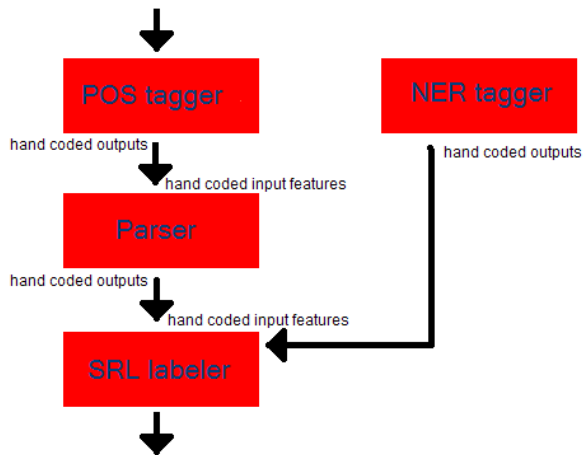 POS tagger
NER tagger
hand coded outputs
hand coded outputs
hand coded input features
Parser
hand coded outputs
hand coded input features
SRL labeler